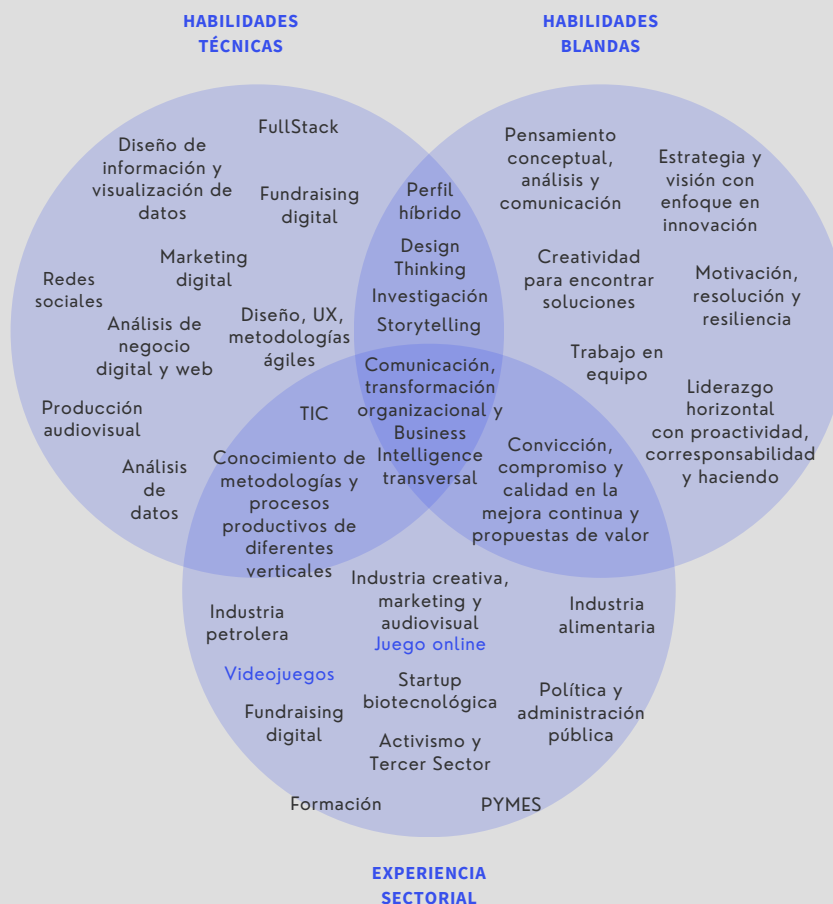 HABILIDADES
TÉCNICAS
HABILIDADES
BLANDAS
FullStack
Diseño de
información y
visualización de
datos
Fundraising
digital
Marketing
digital
Redes
sociales
Análisis de
negocio
digital y web
Diseño, UX,
metodologías
ágiles
Producción
audiovisual
Análisis
de
datos
Perfil
híbrido
Design
Thinking
Investigación
Storytelling
Pensamiento
conceptual,
análisis y
comunicación
Estrategia y
visión con
enfoque en
innovación
Creatividad
para encontrar
soluciones
Motivación,
resolución y
resiliencia
Trabajo en
equipo
Liderazgo
horizontal
con proactividad,
corresponsabilidad
y haciendo
Comunicación,
transformación
organizacional y
Business
Intelligence
transversal
TIC
Conocimiento de
metodologías y
procesos
productivos de
diferentes
verticales
Convicción,
compromiso y
calidad en la
mejora continua y
propuestas de valor
Industria creativa,
marketing y
audiovisual
Juego online
Industria
petrolera
Industria
alimentaria
Videojuegos
Startup
biotecnológica
Fundraising
digital
Política y
administración
pública
Activismo y
Tercer Sector
Formación
PYMES
EXPERIENCIA
SECTORIAL